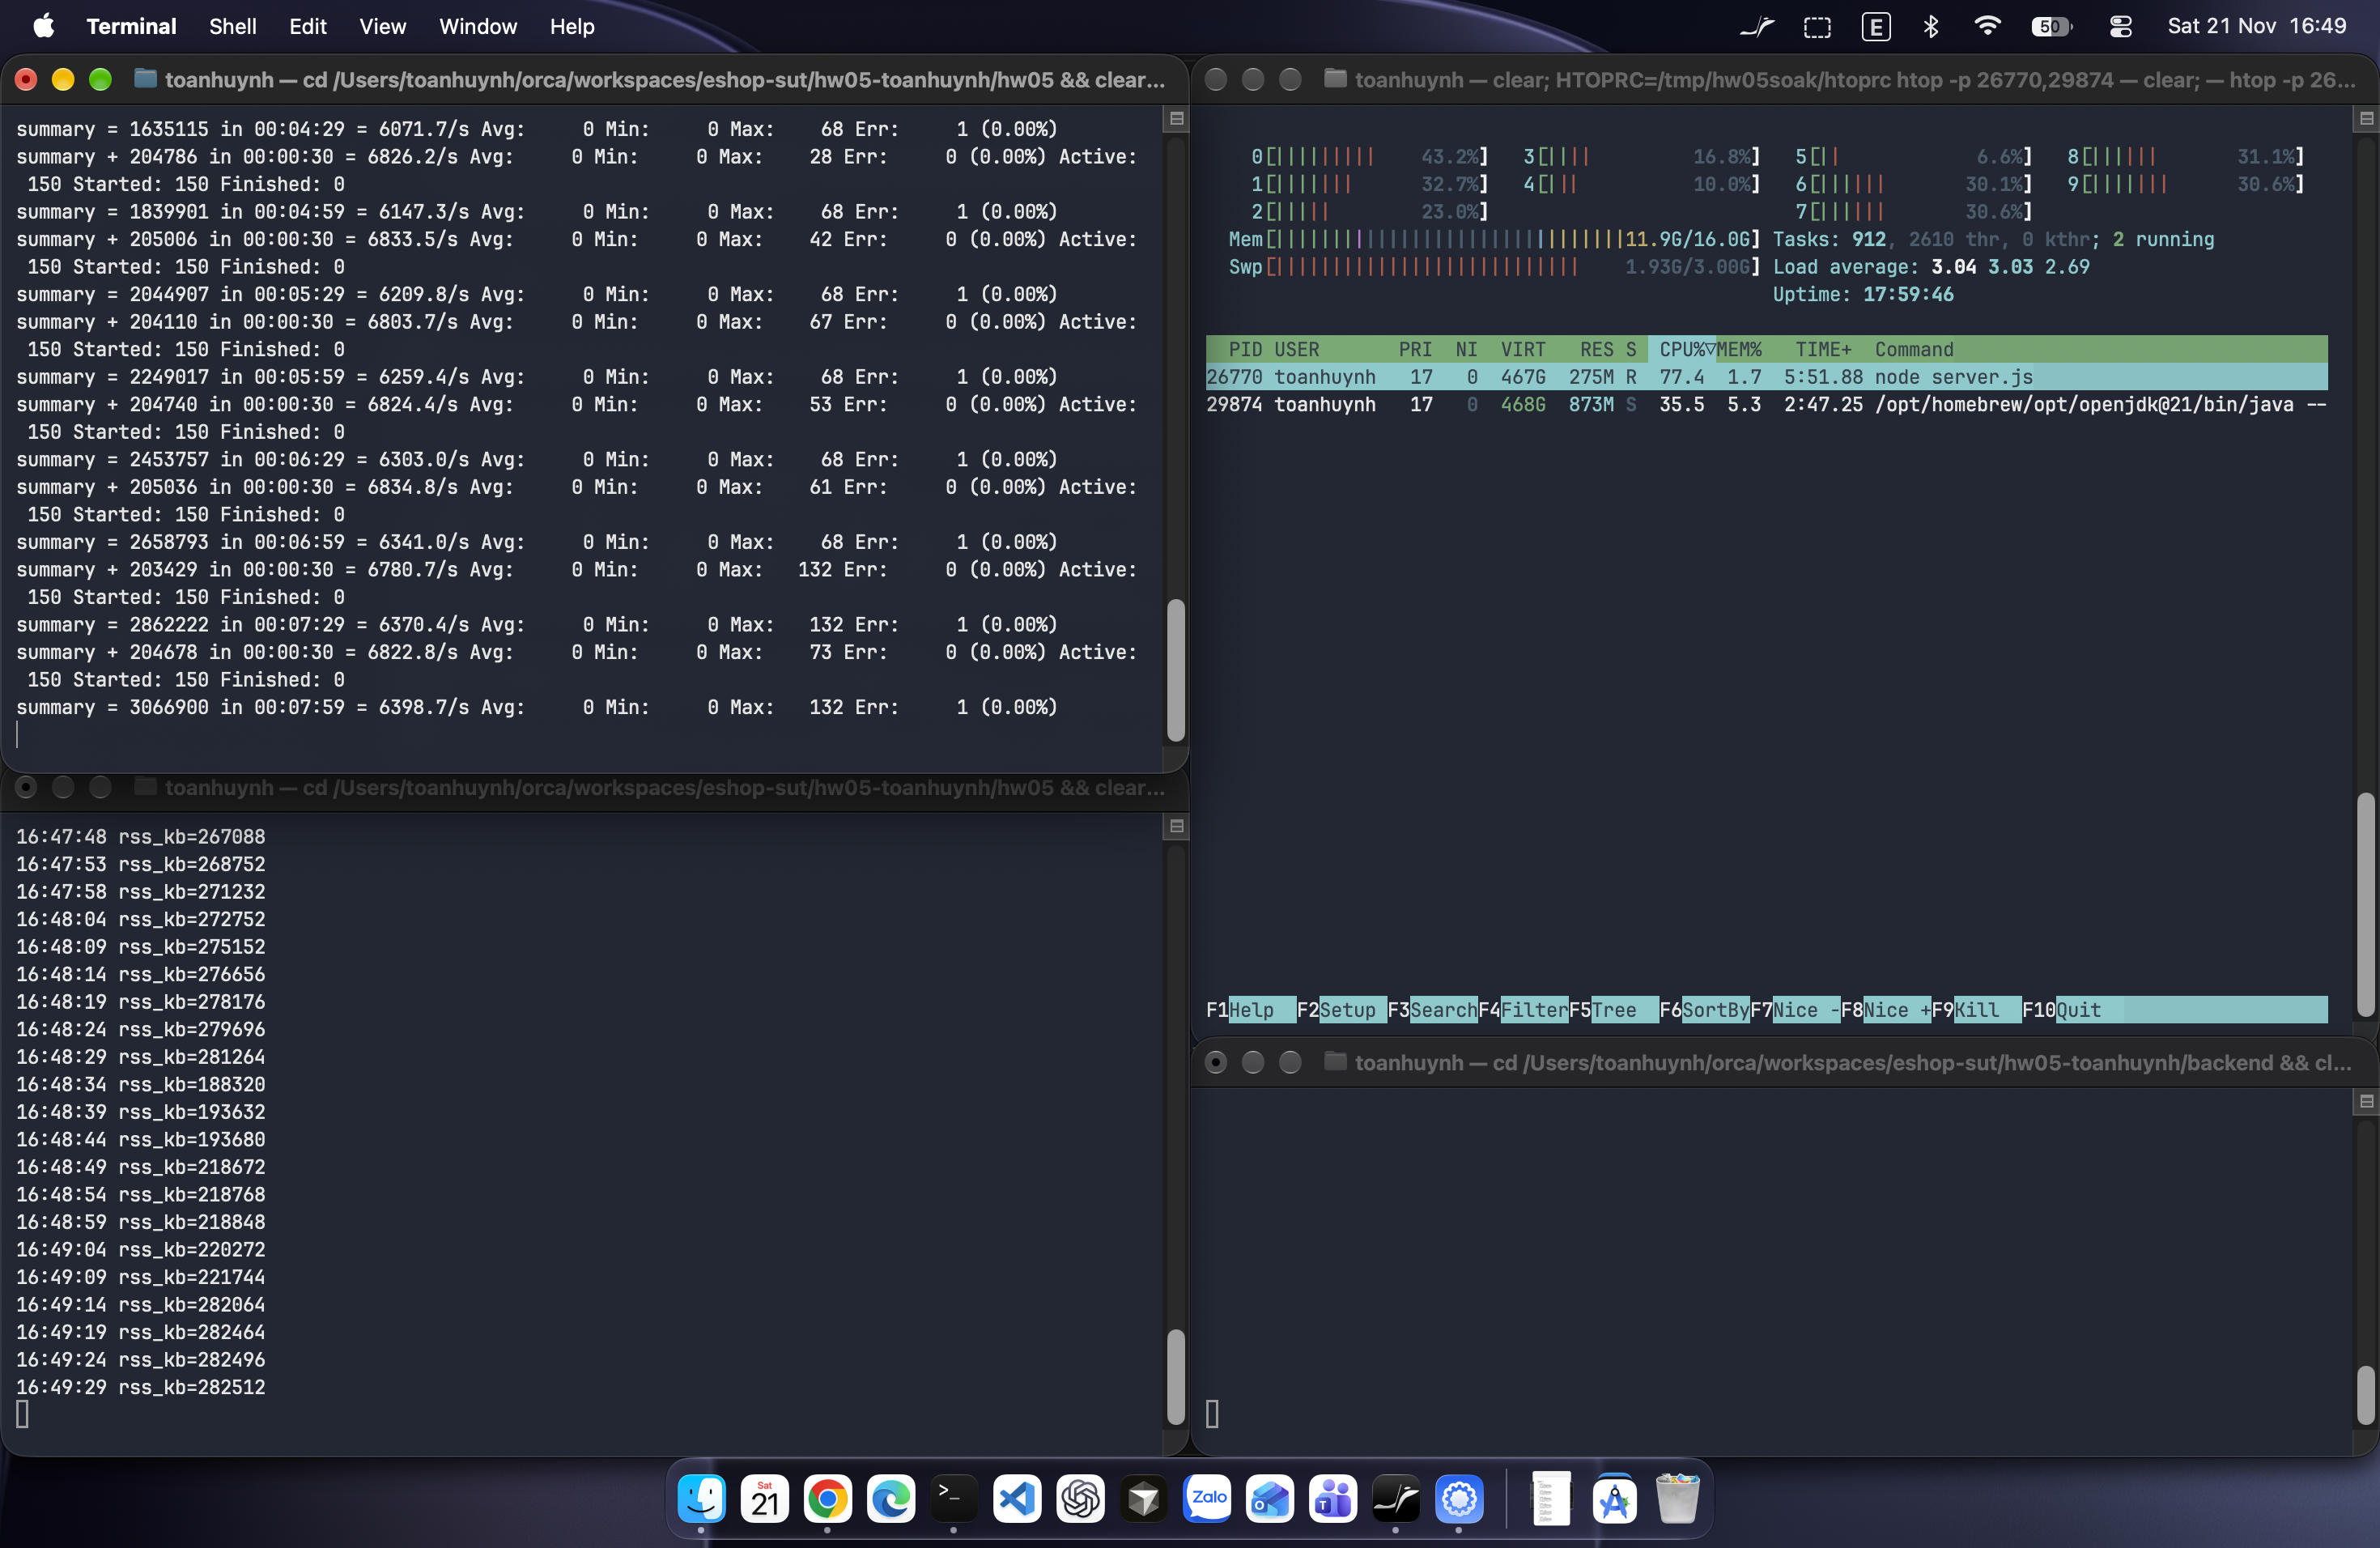 Terminal Shell Edit View Window Help E 50 Sat 21 Nov 16:49
toanhuynh — cd /Users/toanhuynh/orca/workspaces/eshop-sut/hw05-toanhuynh/hw05 && clear...
summary = 1635115 in 00:04:29 = 6071.7/s Avg: 0 Min: 0 Max: 68 Err: 1 (0.00%)
summary + 204786 in 00:00:30 = 6826.2/s Avg: 0 Min: 0 Max: 28 Err: 0 (0.00%) Active:
150 Started: 150 Finished: 0
summary = 1839901 in 00:04:59 = 6147.3/s Avg: 0 Min: 0 Max: 68 Err: 1 (0.00%)
summary + 205006 in 00:00:30 = 6833.5/s Avg: 0 Min: 0 Max: 42 Err: 0 (0.00%) Active:
150 Started: 150 Finished: 0
summary = 2044907 in 00:05:29 = 6209.8/s Avg: 0 Min: 0 Max: 68 Err: 1 (0.00%)
summary + 204110 in 00:00:30 = 6803.7/s Avg: 0 Min: 0 Max: 67 Err: 0 (0.00%) Active:
150 Started: 150 Finished: 0
summary = 2249017 in 00:05:59 = 6259.4/s Avg: 0 Min: 0 Max: 68 Err: 1 (0.00%)
summary + 204740 in 00:00:30 = 6824.4/s Avg: 0 Min: 0 Max: 53 Err: 0 (0.00%) Active:
150 Started: 150 Finished: 0
summary = 2453757 in 00:06:29 = 6303.0/s Avg: 0 Min: 0 Max: 68 Err: 1 (0.00%)
summary + 205036 in 00:00:30 = 6834.8/s Avg: 0 Min: 0 Max: 61 Err: 0 (0.00%) Active:
150 Started: 150 Finished: 0
summary = 2658793 in 00:06:59 = 6341.0/s Avg: 0 Min: 0 Max: 68 Err: 1 (0.00%)
summary + 203429 in 00:00:30 = 6780.7/s Avg: 0 Min: 0 Max: 132 Err: 0 (0.00%) Active:
150 Started: 150 Finished: 0
summary = 2862222 in 00:07:29 = 6370.4/s Avg: 0 Min: 0 Max: 132 Err: 1 (0.00%)
summary + 204678 in 00:00:30 = 6822.8/s Avg: 0 Min: 0 Max: 73 Err: 0 (0.00%) Active:
150 Started: 150 Finished: 0
summary = 3066900 in 00:07:59 = 6398.7/s Avg: 0 Min: 0 Max: 132 Err: 1 (0.00%)
toanhuynh — clear; HTOPRC=/tmp/hw05soak/htoprc htop -p 26770,29874 — clear; — htop -p 26...
0[||||||||| 43.2%] 3[|||| 16.8%] 5[|| 6.6%] 8[|||||| 31.1%]
1[||||||| 32.7%] 4[||| 10.0%] 6[|||||| 30.1%] 9[|||||||| 30.6%]
2[||||| 23.0%] 7[|||||| 30.6%]
Mem[||||||||||||||||||||||||||||||||11.9G/16.0G] Tasks: 912, 2610 thr, 0 kthr; 2 running
Swp[|||||||||||||||||||||||||||| 1.93G/3.00G] Load average: 3.04 3.03 2.69
Uptime: 17:59:46
PID USER PRI NI VIRT RES S CPU%▽MEM% TIME+ Command
26770 toanhuynh 17 0 467G 275M R 77.4 1.7 5:51.88 node server.js
29874 toanhuynh 17 0 468G 873M S 35.5 5.3 2:47.25 /opt/homebrew/opt/openjdk@21/bin/java --
F1Help F2Setup F3SearchF4FilterF5Tree F6SortByF7Nice -F8Nice +F9Kill F10Quit
toanhuynh — cd /Users/toanhuynh/orca/workspaces/eshop-sut/hw05-toanhuynh/hw05 && clear...
16:47:48 rss_kb=267088
16:47:53 rss_kb=268752
16:47:58 rss_kb=271232
16:48:04 rss_kb=272752
16:48:09 rss_kb=275152
16:48:14 rss_kb=276656
16:48:19 rss_kb=278176
16:48:24 rss_kb=279696
16:48:29 rss_kb=281264
16:48:34 rss_kb=188320
16:48:39 rss_kb=193632
16:48:44 rss_kb=193680
16:48:49 rss_kb=218672
16:48:54 rss_kb=218768
16:48:59 rss_kb=218848
16:49:04 rss_kb=220272
16:49:09 rss_kb=221744
16:49:14 rss_kb=282064
16:49:19 rss_kb=282464
16:49:24 rss_kb=282496
16:49:29 rss_kb=282512
toanhuynh — cd /Users/toanhuynh/orca/workspaces/eshop-sut/hw05-toanhuynh/backend && cl...
Sat
21
Zalo